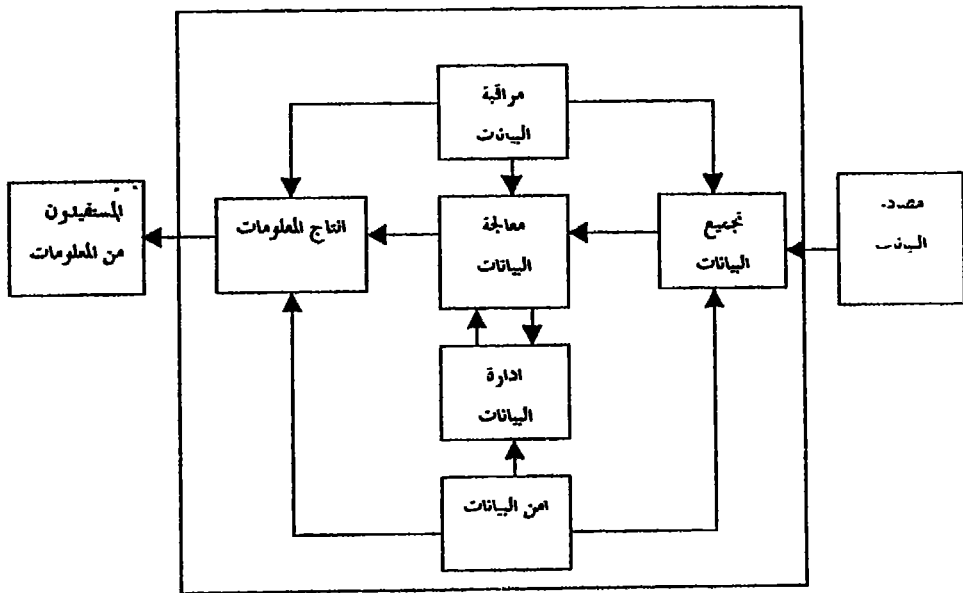 مراقبة
البيانات
مصدر
البيانات
تجميع
البيانات
معالجة
البيانات
انتاج المعلومات
المستفيدون
من المعلومات
ادارة
البيانات
امن البيانات